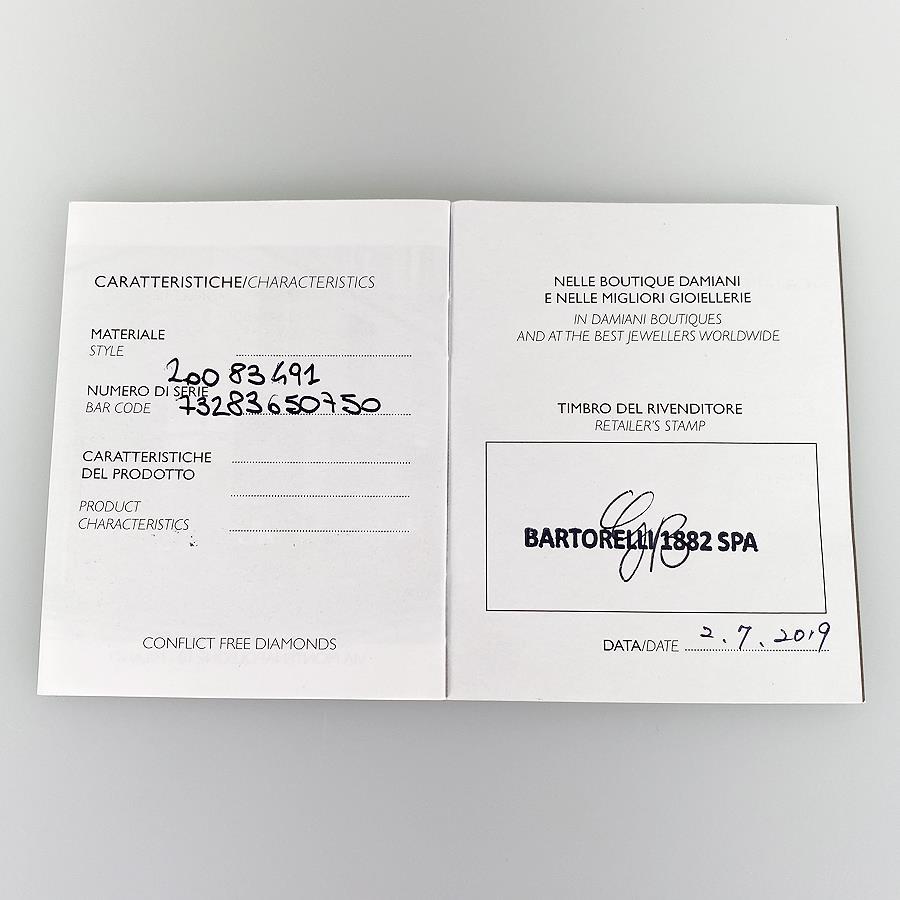 CARATTERISTICHE/CHARACTERISTICS
MATERIALE
STYLE
20083491
NUMERO DI SERIE
BAR CODE 73283650750
CARATTERISTICHE
DEL PRODOTTO
PRODUCT
CHARACTERISTICS
CONFLICT FREE DIAMONDS
NELLE BOUTIQUE DAMIANI
E NELLE MIGLIORI GIOIELLERIE
IN DAMIANI BOUTIQUES
AND AT THE BEST JEWELLERS WORLDWIDE
TIMBRO DEL RIVENDITORE
RETAILER'S STAMP
BARTORELLI 1882 SPA
DATA/DATE 2.7.2019